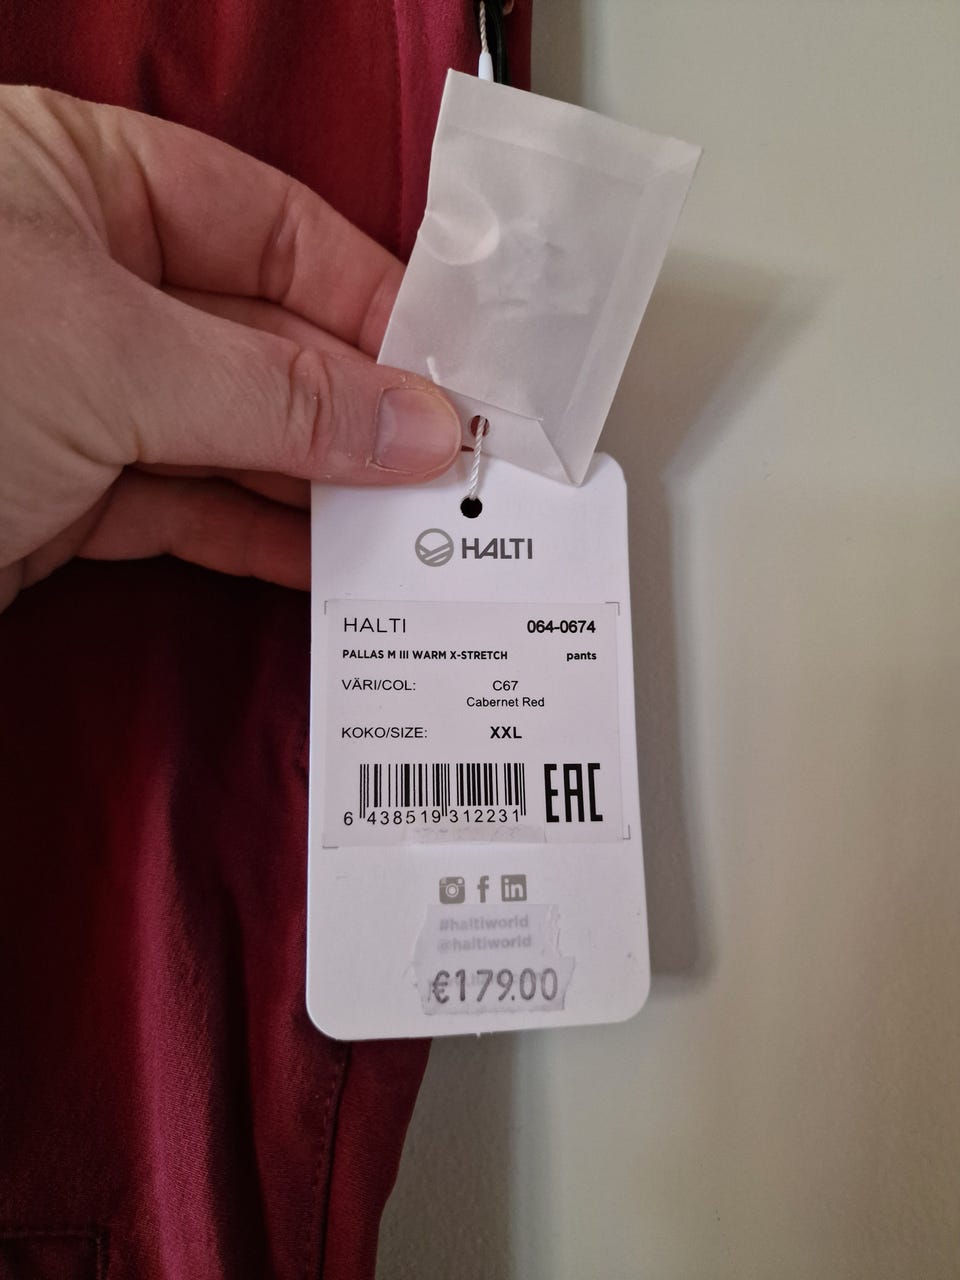 HALTI
HALTI 064-0674
PALLAS M III WARM X-STRETCH pants
VÄRI/COL: C67
Cabernet Red
KOKO/SIZE: XXL
6 438519 312231 EAC
#haltiworld
@haltiworld
€179.00